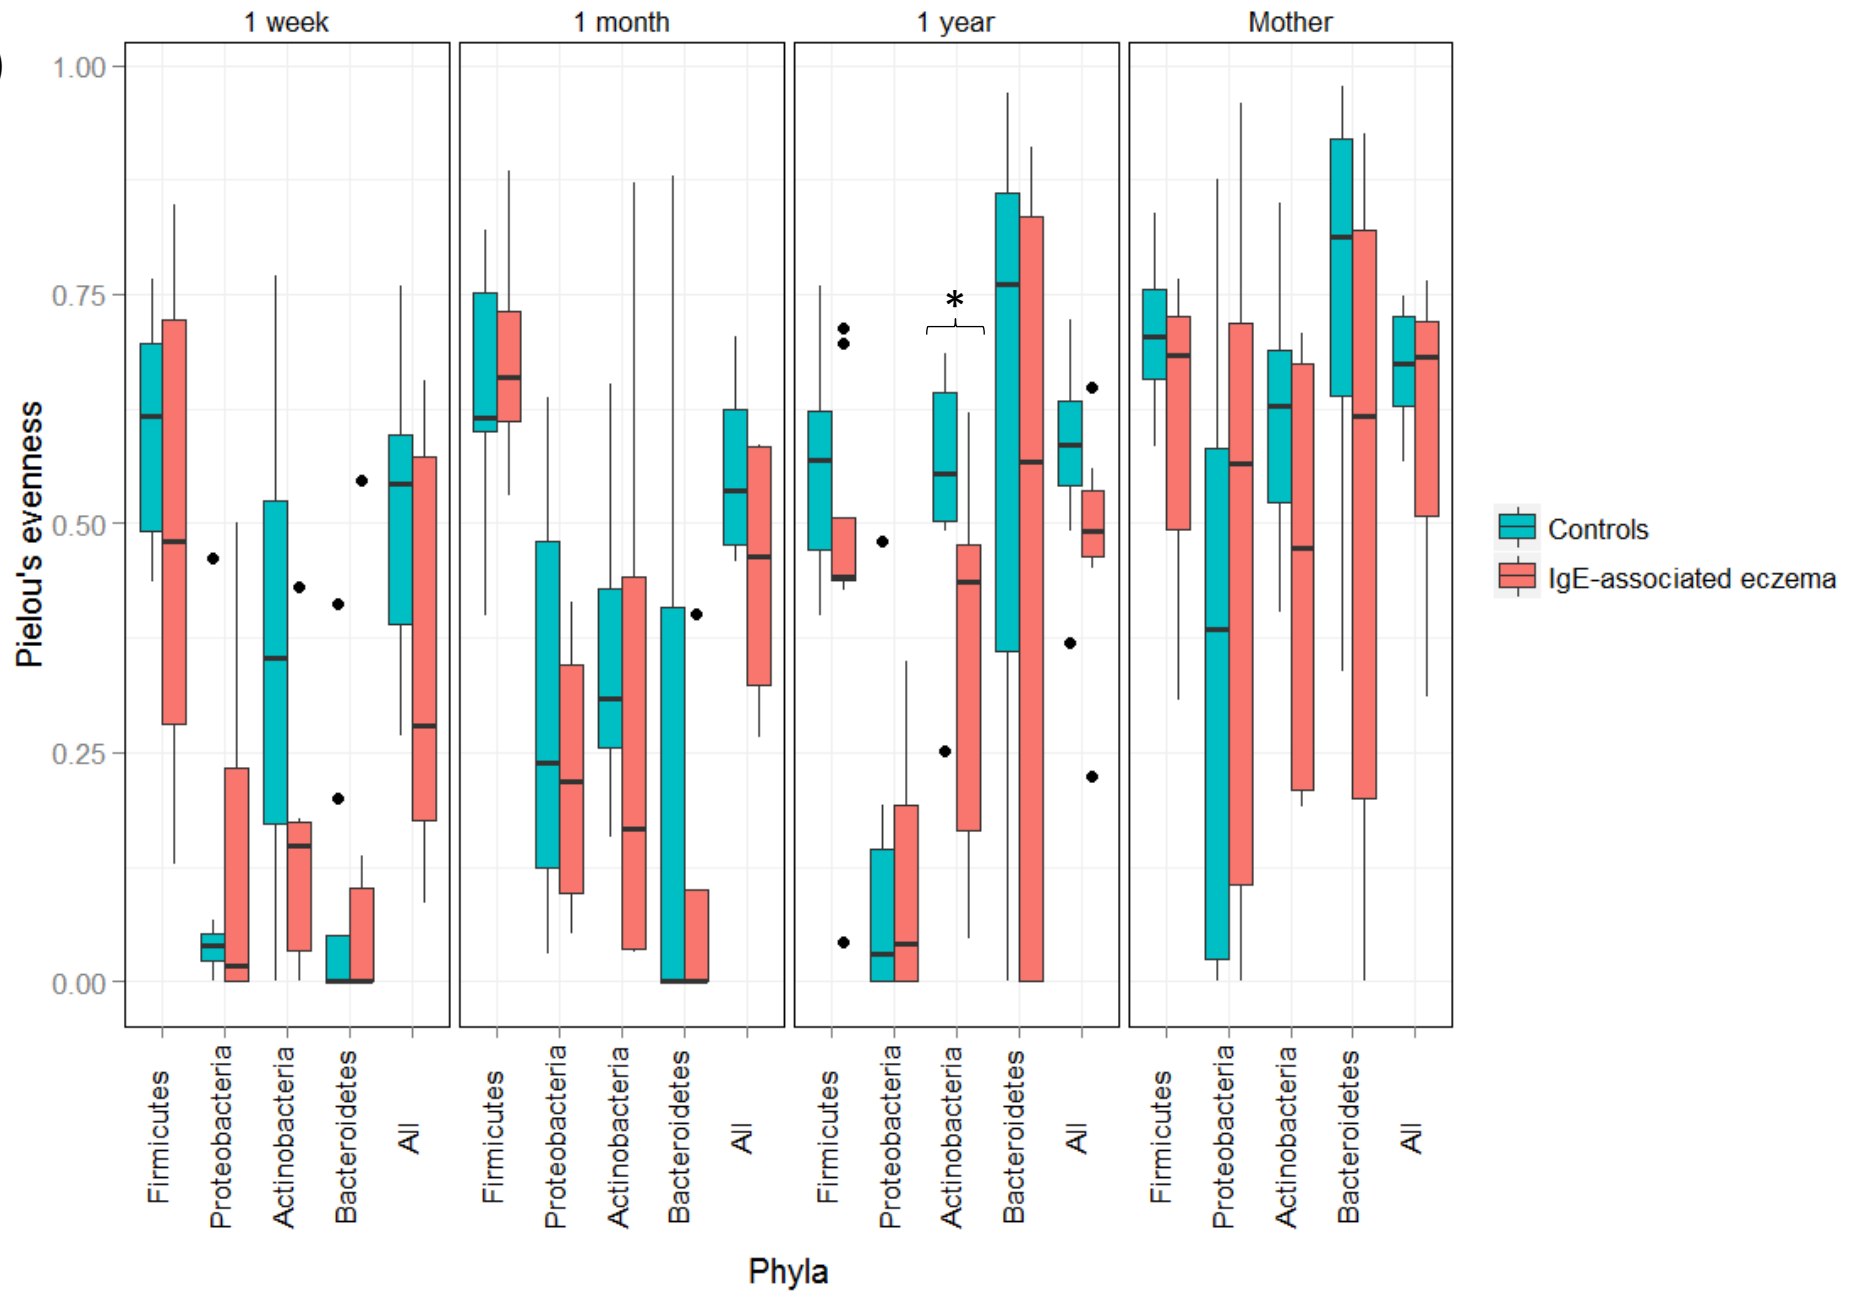 )
1 week 1 month 1 year Mother
1.00
0.75
0.50
0.25
0.00
Pielou's evenness
*
Controls
IgE-associated eczema
Firmicutes Proteobacteria Actinobacteria Bacteroidetes All Firmicutes Proteobacteria Actinobacteria Bacteroidetes All Firmicutes Proteobacteria Actinobacteria Bacteroidetes All Firmicutes Proteobacteria Actinobacteria Bacteroidetes All
Phyla